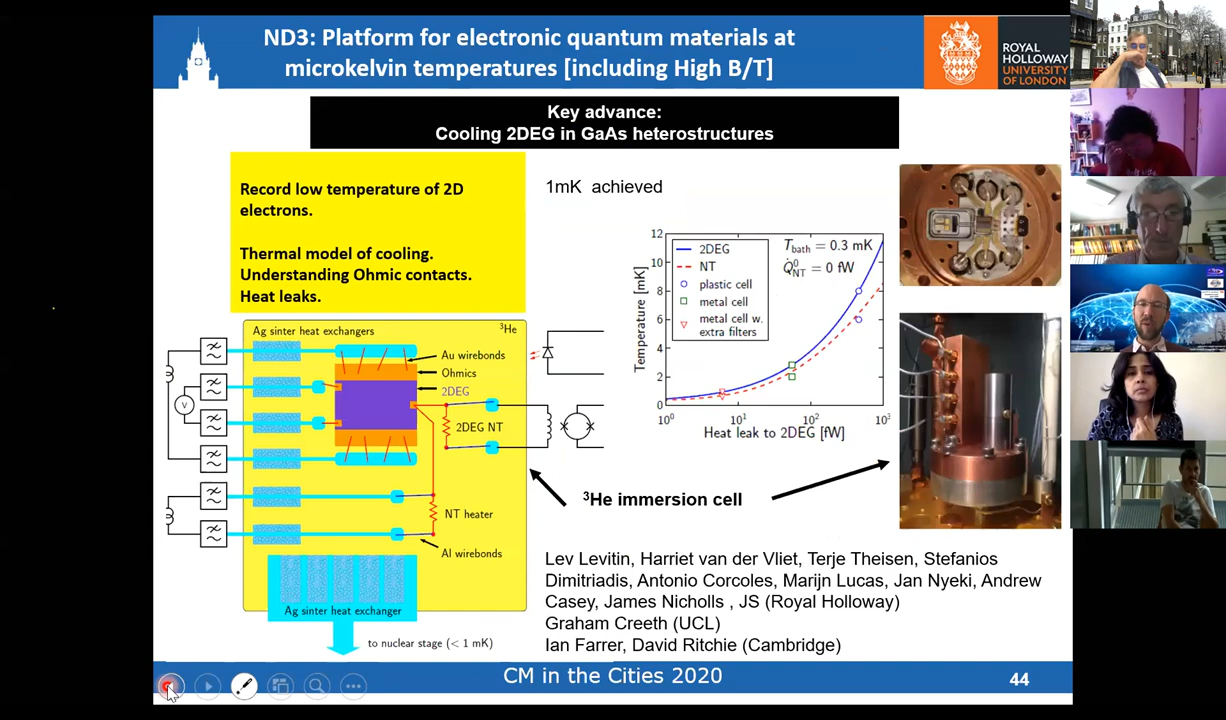 ND3: Platform for electronic quantum materials at
microkelvin temperatures [including High B/T]
ROYAL
HOLLOWAY
UNIVERSITY
OF LONDON
Key advance:
Cooling 2DEG in GaAs heterostructures
Record low temperature of 2D
electrons.
Thermal model of cooling.
Understanding Ohmic contacts.
Heat leaks.
1mK achieved
12
10
8
6
4
2
0
Temperature [mK]
2DEG
NT
plastic cell
metal cell
metal cell w.
extra filters
T_bath = 0.3 mK
Q̇⁰_NT = 0 fW
10⁰
10¹
10²
10³
Heat leak to 2DEG [fW]
Ag sinter heat exchangers
³He
Au wirebonds
Ohmics
2DEG
V
2DEG NT
NT heater
Al wirebonds
Ag sinter heat exchanger
to nuclear stage (< 1 mK)
³He immersion cell
Lev Levitin, Harriet van der Vliet, Terje Theisen, Stefanios
Dimitriadis, Antonio Corcoles, Marijn Lucas, Jan Nyeki, Andrew
Casey, James Nicholls , JS (Royal Holloway)
Graham Creeth (UCL)
Ian Farrer, David Ritchie (Cambridge)
CM in the Cities 2020
44